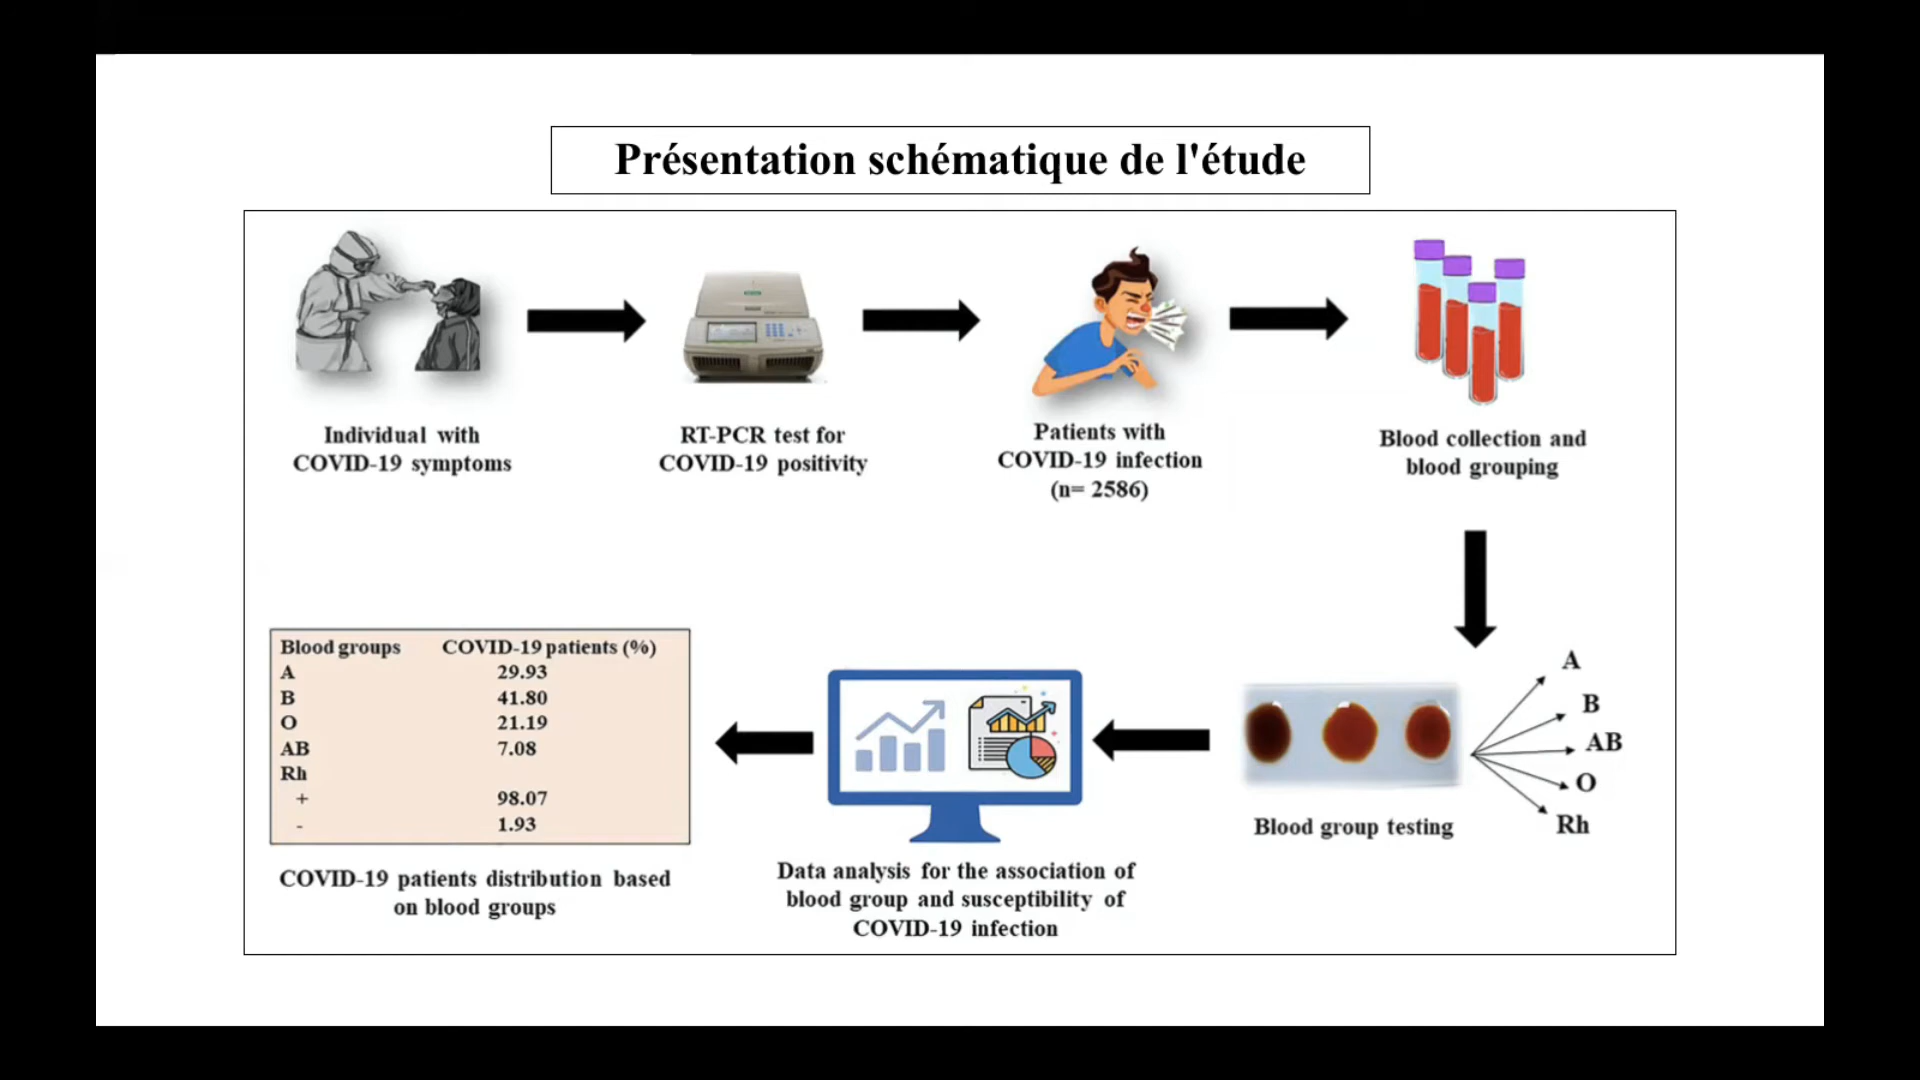 Présentation schématique de l'étude
Individual with
COVID-19 symptoms
RT-PCR test for
COVID-19 positivity
Patients with
COVID-19 infection
(n= 2586)
Blood collection and
blood grouping
A
B
AB
O
Rh
Blood group testing
Data analysis for the association of
blood group and susceptibility of
COVID-19 infection
Blood groups COVID-19 patients (%)
A 29.93
B 41.80
O 21.19
AB 7.08
Rh
+ 98.07
- 1.93
COVID-19 patients distribution based
on blood groups